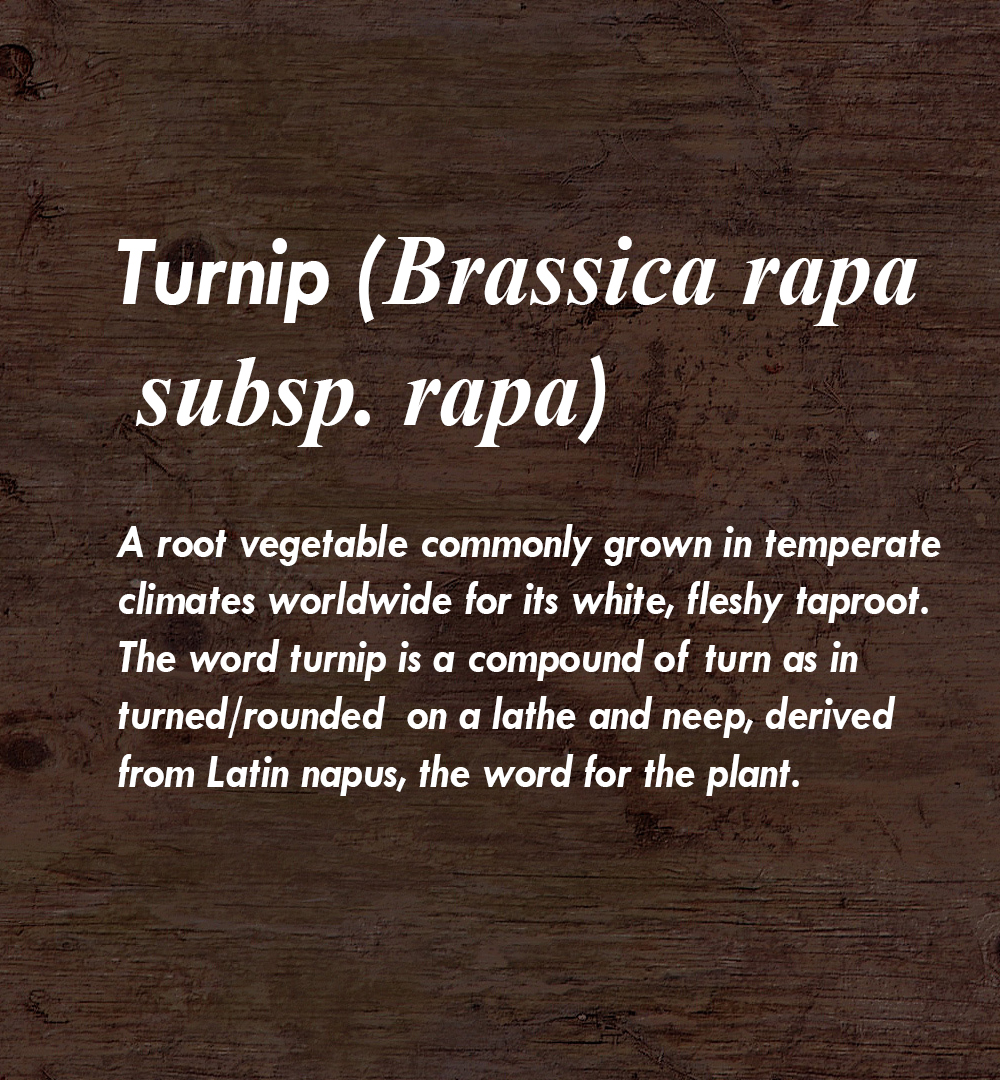 Turnip (Brassica rapa
subsp. rapa)
A root vegetable commonly grown in temperate
climates worldwide for its white, fleshy taproot.
The word turnip is a compound of turn as in
turned/rounded  on a lathe and neep, derived
from Latin napus, the word for the plant.